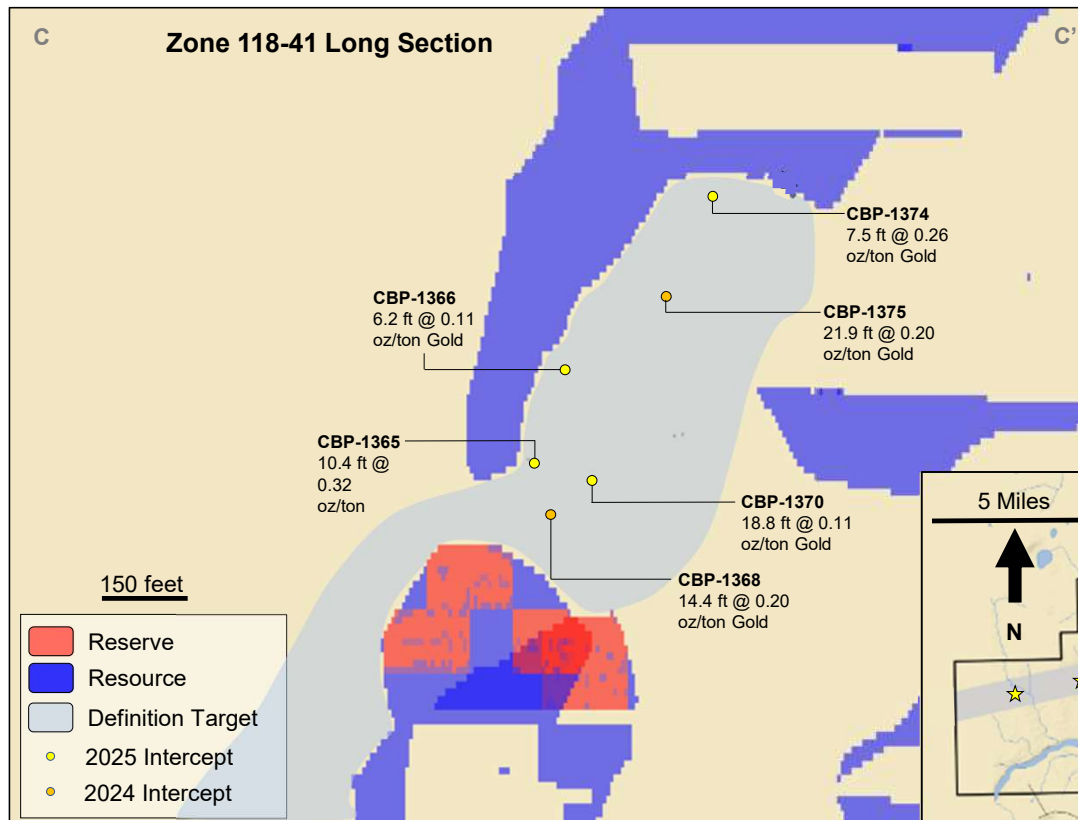 C
Zone 118-41 Long Section
C'
CBP-1374
7.5 ft @ 0.26
oz/ton Gold
CBP-1366
6.2 ft @ 0.11
oz/ton Gold
CBP-1375
21.9 ft @ 0.20
oz/ton Gold
CBP-1365
10.4 ft @
0.32
oz/ton
CBP-1370
18.8 ft @ 0.11
oz/ton Gold
CBP-1368
14.4 ft @ 0.20
oz/ton Gold
150 feet
Reserve
Resource
Definition Target
2025 Intercept
2024 Intercept
5 Miles
N